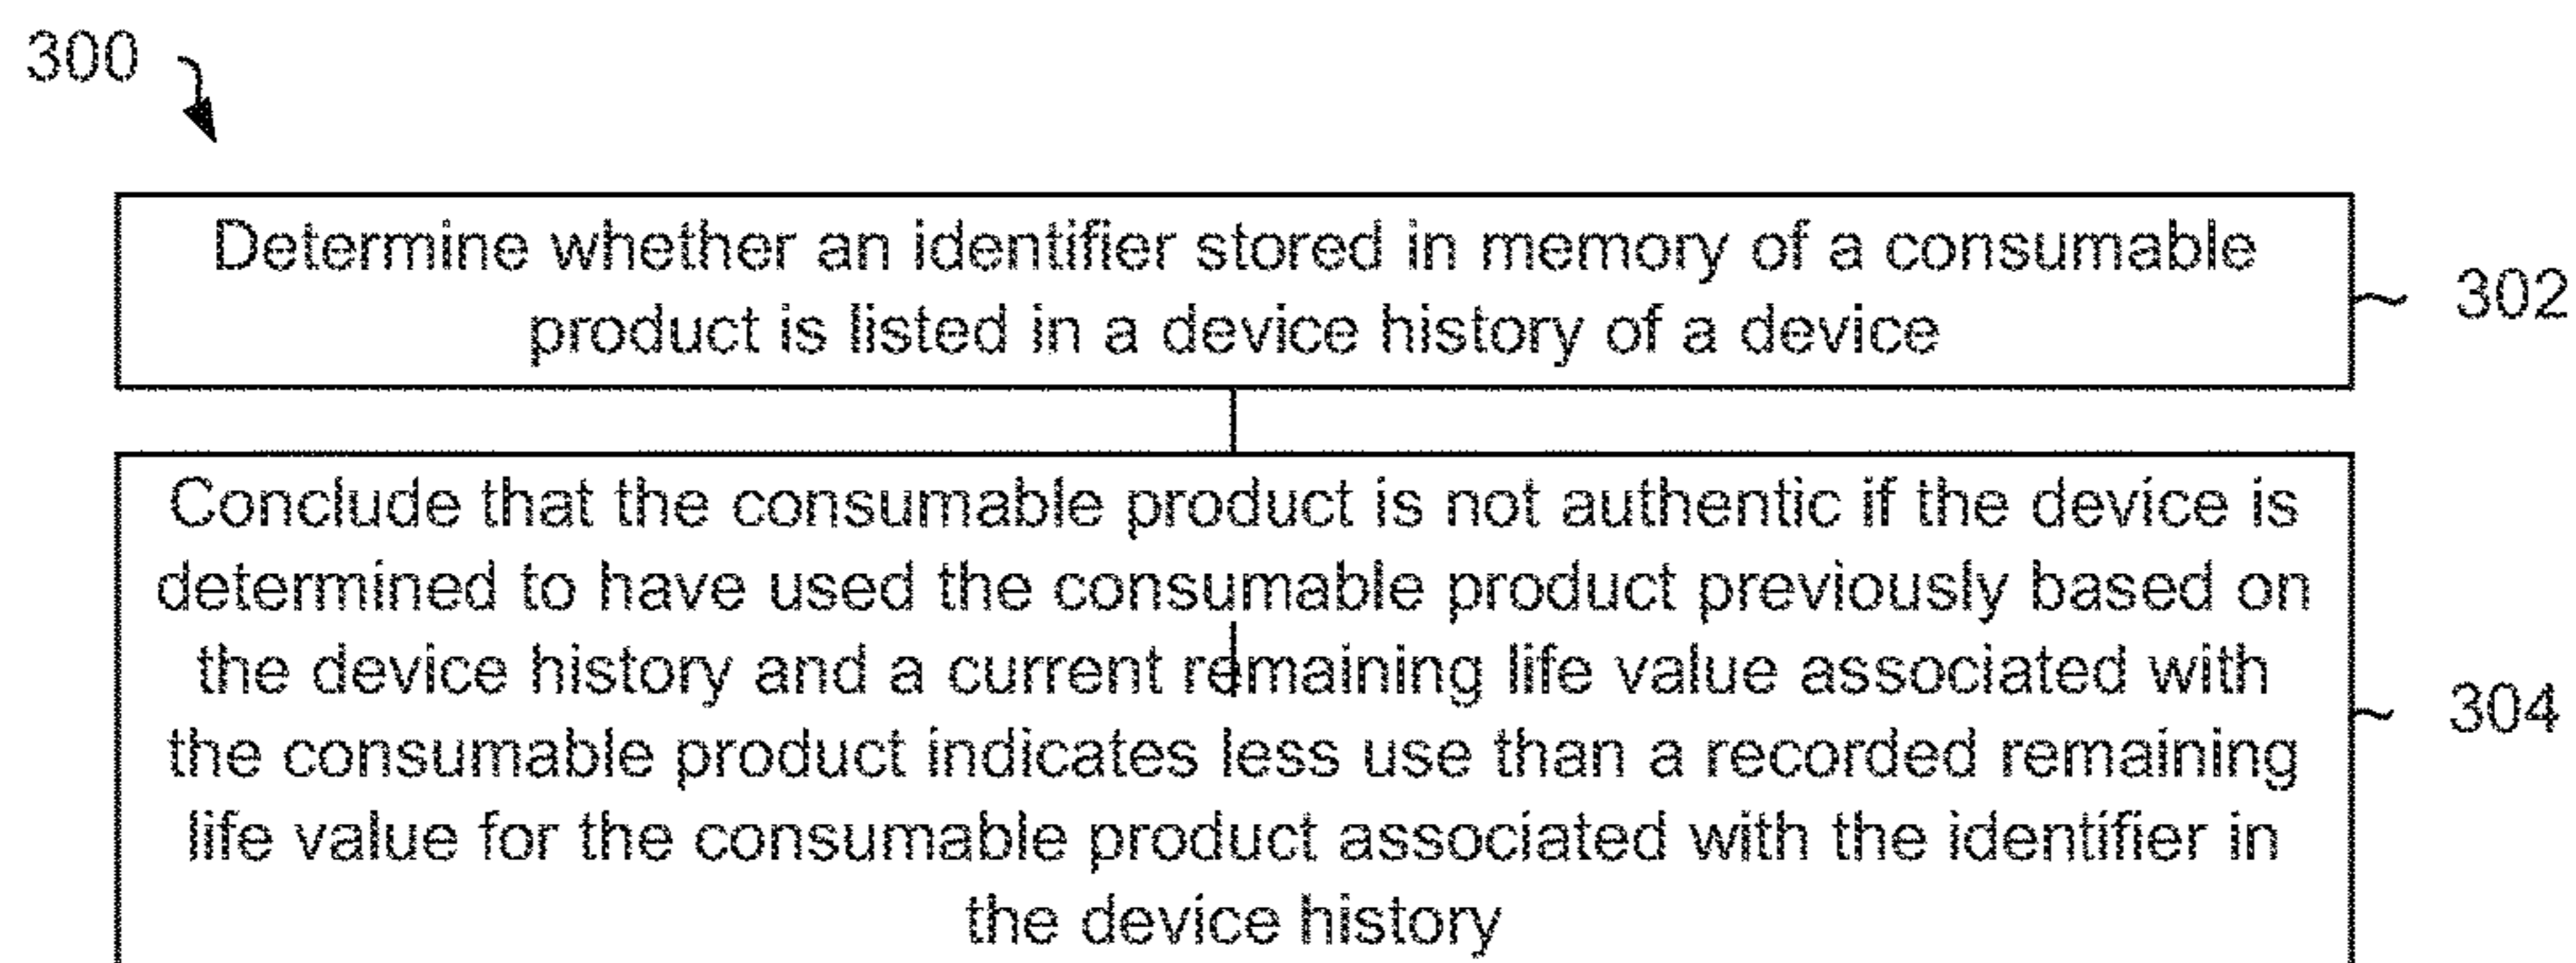 300
Determine whether an identifier stored in memory of a consumable
product is listed in a device history of a device
302
Conclude that the consumable product is not authentic if the device is
determined to have used the consumable product previously based on
the device history and a current remaining life value associated with
the consumable product indicates less use than a recorded remaining
life value for the consumable product associated with the identifier in
the device history
304